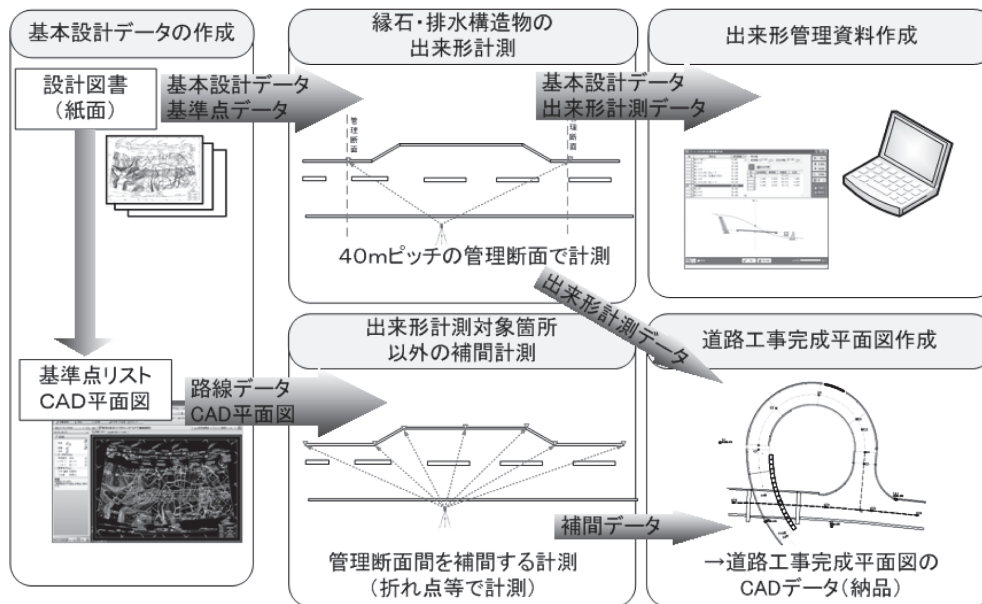 基本設計データの作成
設計図書
（紙面）
基本設計データ
基準点データ
基準点リスト
CAD平面図
路線データ
CAD平面図
縁石・排水構造物の
出来形計測
管理断面
管理断面
40mピッチの管理断面で計測
基本設計データ
出来形計測データ
出来形管理資料作成
出来形計測対象箇所
以外の補間計測
管理断面間を補間する計測
（折れ点等で計測）
出来形計測データ
補間データ
道路工事完成平面図作成
→道路工事完成平面図の
CADデータ（納品）